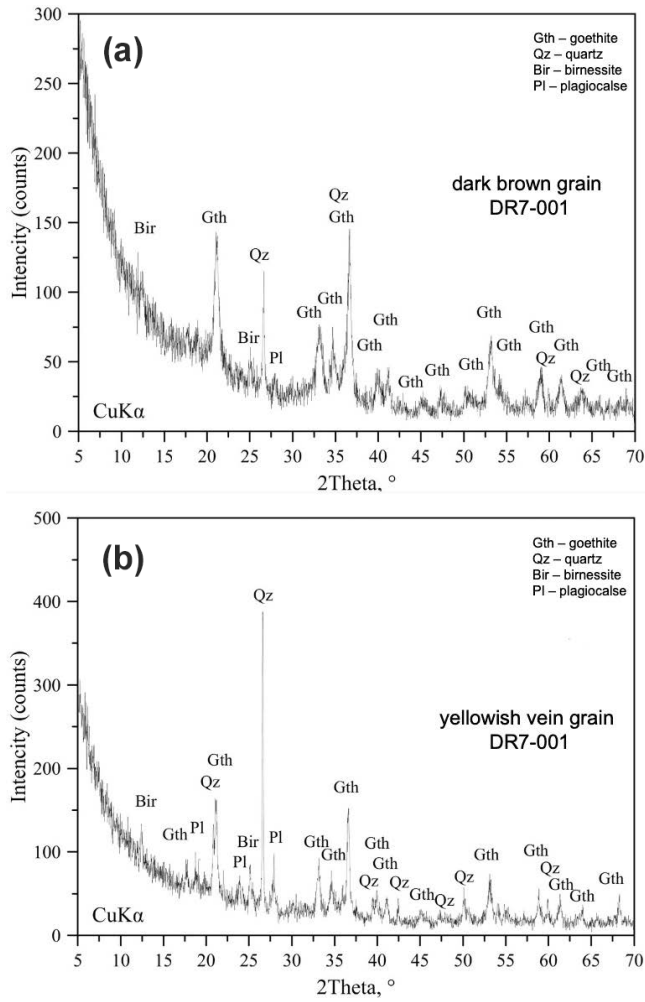 (a)
Gth – goethite
Qz – quartz
Bir – birnessite
Pl – plagiocalse
dark brown grain
DR7-001
Intencity (counts)
300
250
200
150
100
50
0
Bir
Gth
Bir
Qz
Pl
Gth
Gth
Qz
Gth
Gth
Gth
Gth
Gth
Gth
Gth
Gth
Gth
Qz
Gth
Qz
Gth
Gth
CuKα
5 10 15 20 25 30 35 40 45 50 55 60 65 70
2Theta, °
(b)
Gth – goethite
Qz – quartz
Bir – birnessite
Pl – plagiocalse
yellowish vein grain
DR7-001
Intencity (counts)
500
400
300
200
100
0
Bir
Gth
Pl
Qz
Gth
Pl
Bir
Qz
Pl
Gth
Gth
Gth
Qz
Gth
Gth
Qz
Gth
Qz
Qz
Gth
Gth
Qz
Gth
Gth
Gth
CuKα
5 10 15 20 25 30 35 40 45 50 55 60 65 70
2Theta, °